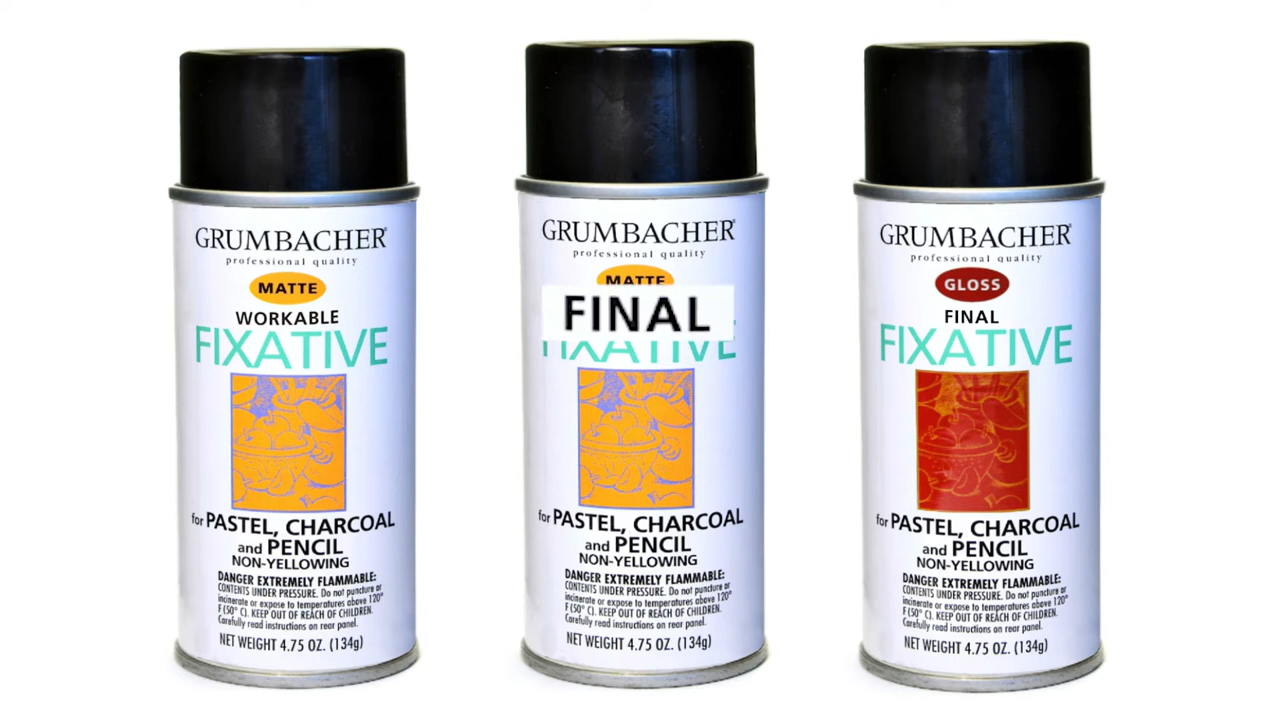 GRUMBACHER®
professional quality
MATTE
WORKABLE
FIXATIVE
for PASTEL, CHARCOAL
and PENCIL
NON-YELLOWING
DANGER EXTREMELY FLAMMABLE:
CONTENTS UNDER PRESSURE. Do not puncture or
incinerate or expose to temperatures above 120°
F (50° C). KEEP OUT OF REACH OF CHILDREN.
Carefully read instructions on rear panel.
NET WEIGHT 4.75 OZ. (134g)
GRUMBACHER®
professional quality
MATTE
FINAL
FIXATIVE
for PASTEL, CHARCOAL
and PENCIL
NON-YELLOWING
DANGER EXTREMELY FLAMMABLE:
CONTENTS UNDER PRESSURE. Do not puncture or
incinerate or expose to temperatures above 120°
F (50° C). KEEP OUT OF REACH OF CHILDREN.
Carefully read instructions on rear panel.
NET WEIGHT 4.75 OZ. (134g)
GRUMBACHER®
professional quality
GLOSS
FINAL
FIXATIVE
for PASTEL, CHARCOAL
and PENCIL
NON-YELLOWING
DANGER EXTREMELY FLAMMABLE:
CONTENTS UNDER PRESSURE. Do not puncture or
incinerate or expose to temperatures above 120°
F (50° C). KEEP OUT OF REACH OF CHILDREN.
Carefully read instructions on rear panel.
NET WEIGHT 4.75 OZ. (134g)